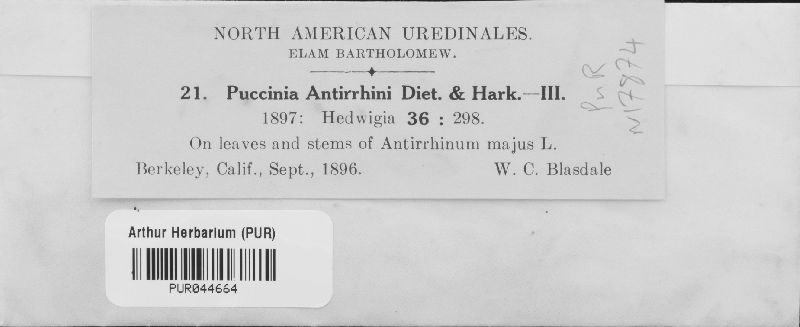 NORTH AMERICAN UREDINALES.
ELAM BARTHOLOMEW.
21. Puccinia Antirrhini Diet. & Hark.—III.
1897: Hedwigia 36 : 298.
On leaves and stems of Antirrhinum majus L.
Berkeley, Calif., Sept., 1896. W. C. Blasdale
PUR
N17874
Arthur Herbarium (PUR)
PUR044664